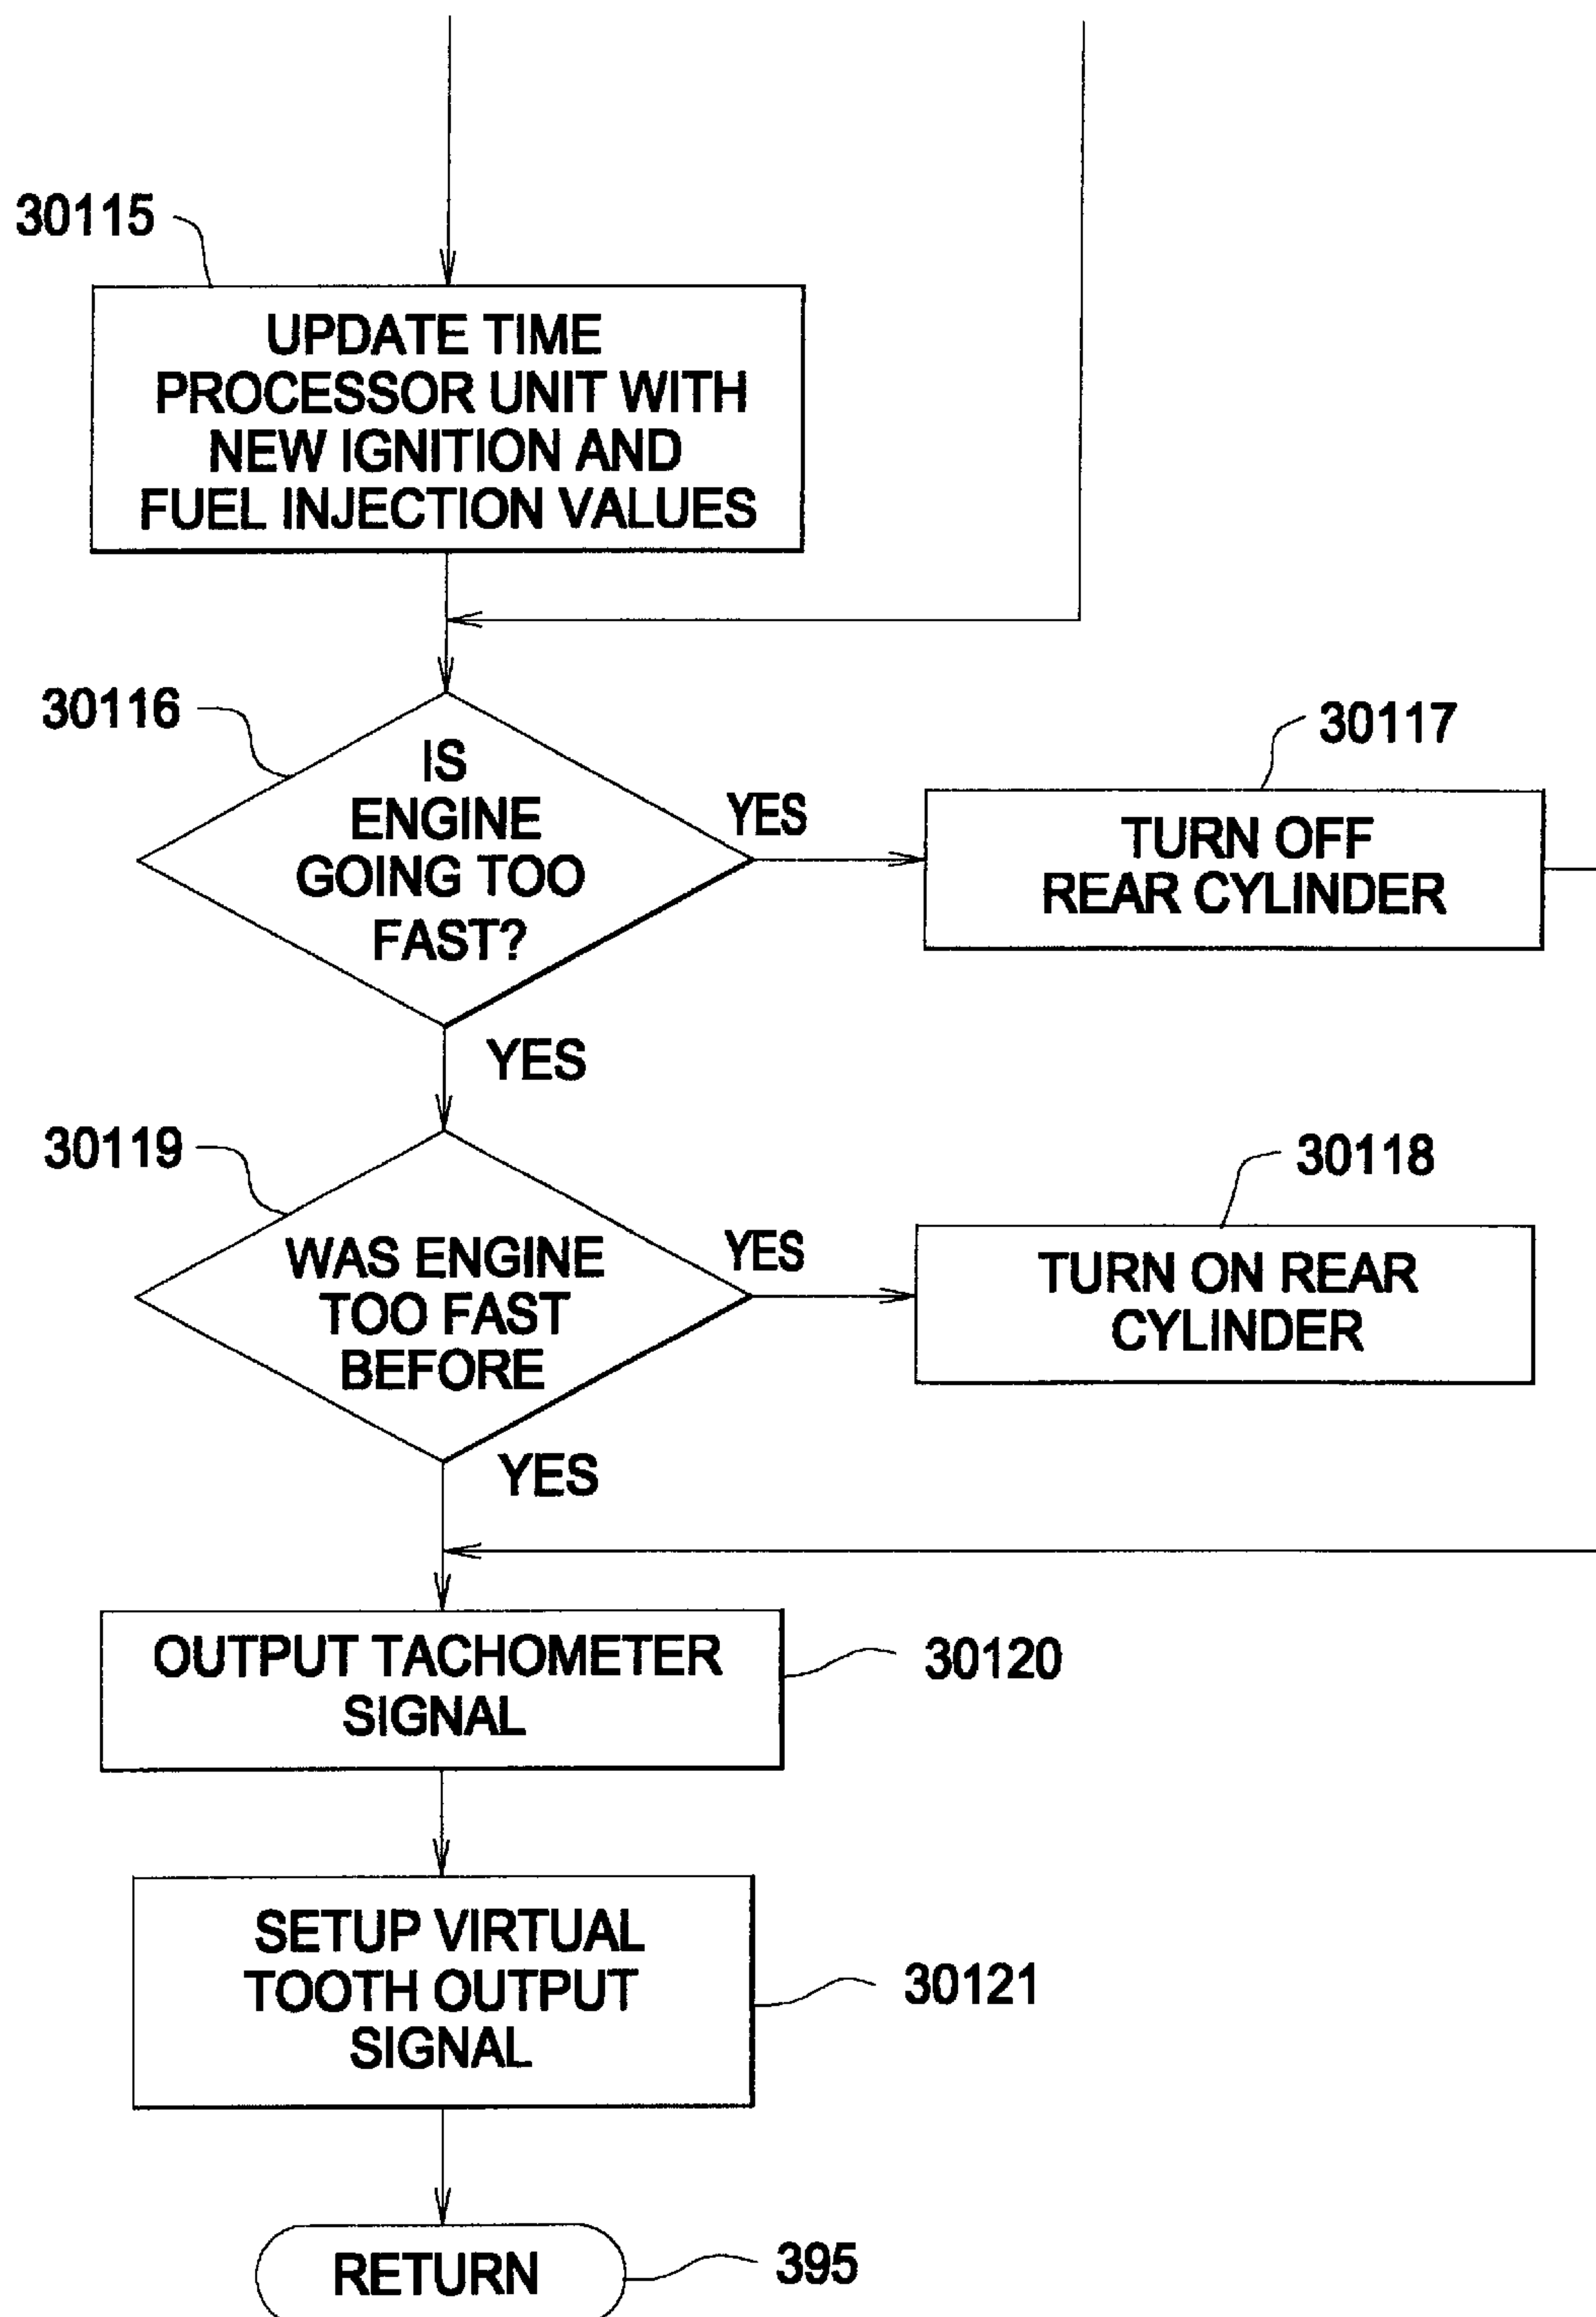 30115
UPDATE TIME
PROCESSOR UNIT WITH
NEW IGNITION AND
FUEL INJECTION VALUES
30116
IS
ENGINE
GOING TOO
FAST?
YES
30117
TURN OFF
REAR CYLINDER
YES
30119
WAS ENGINE
TOO FAST
BEFORE
YES
30118
TURN ON REAR
CYLINDER
YES
OUTPUT TACHOMETER
SIGNAL
30120
SETUP VIRTUAL
TOOTH OUTPUT
SIGNAL
30121
RETURN
395